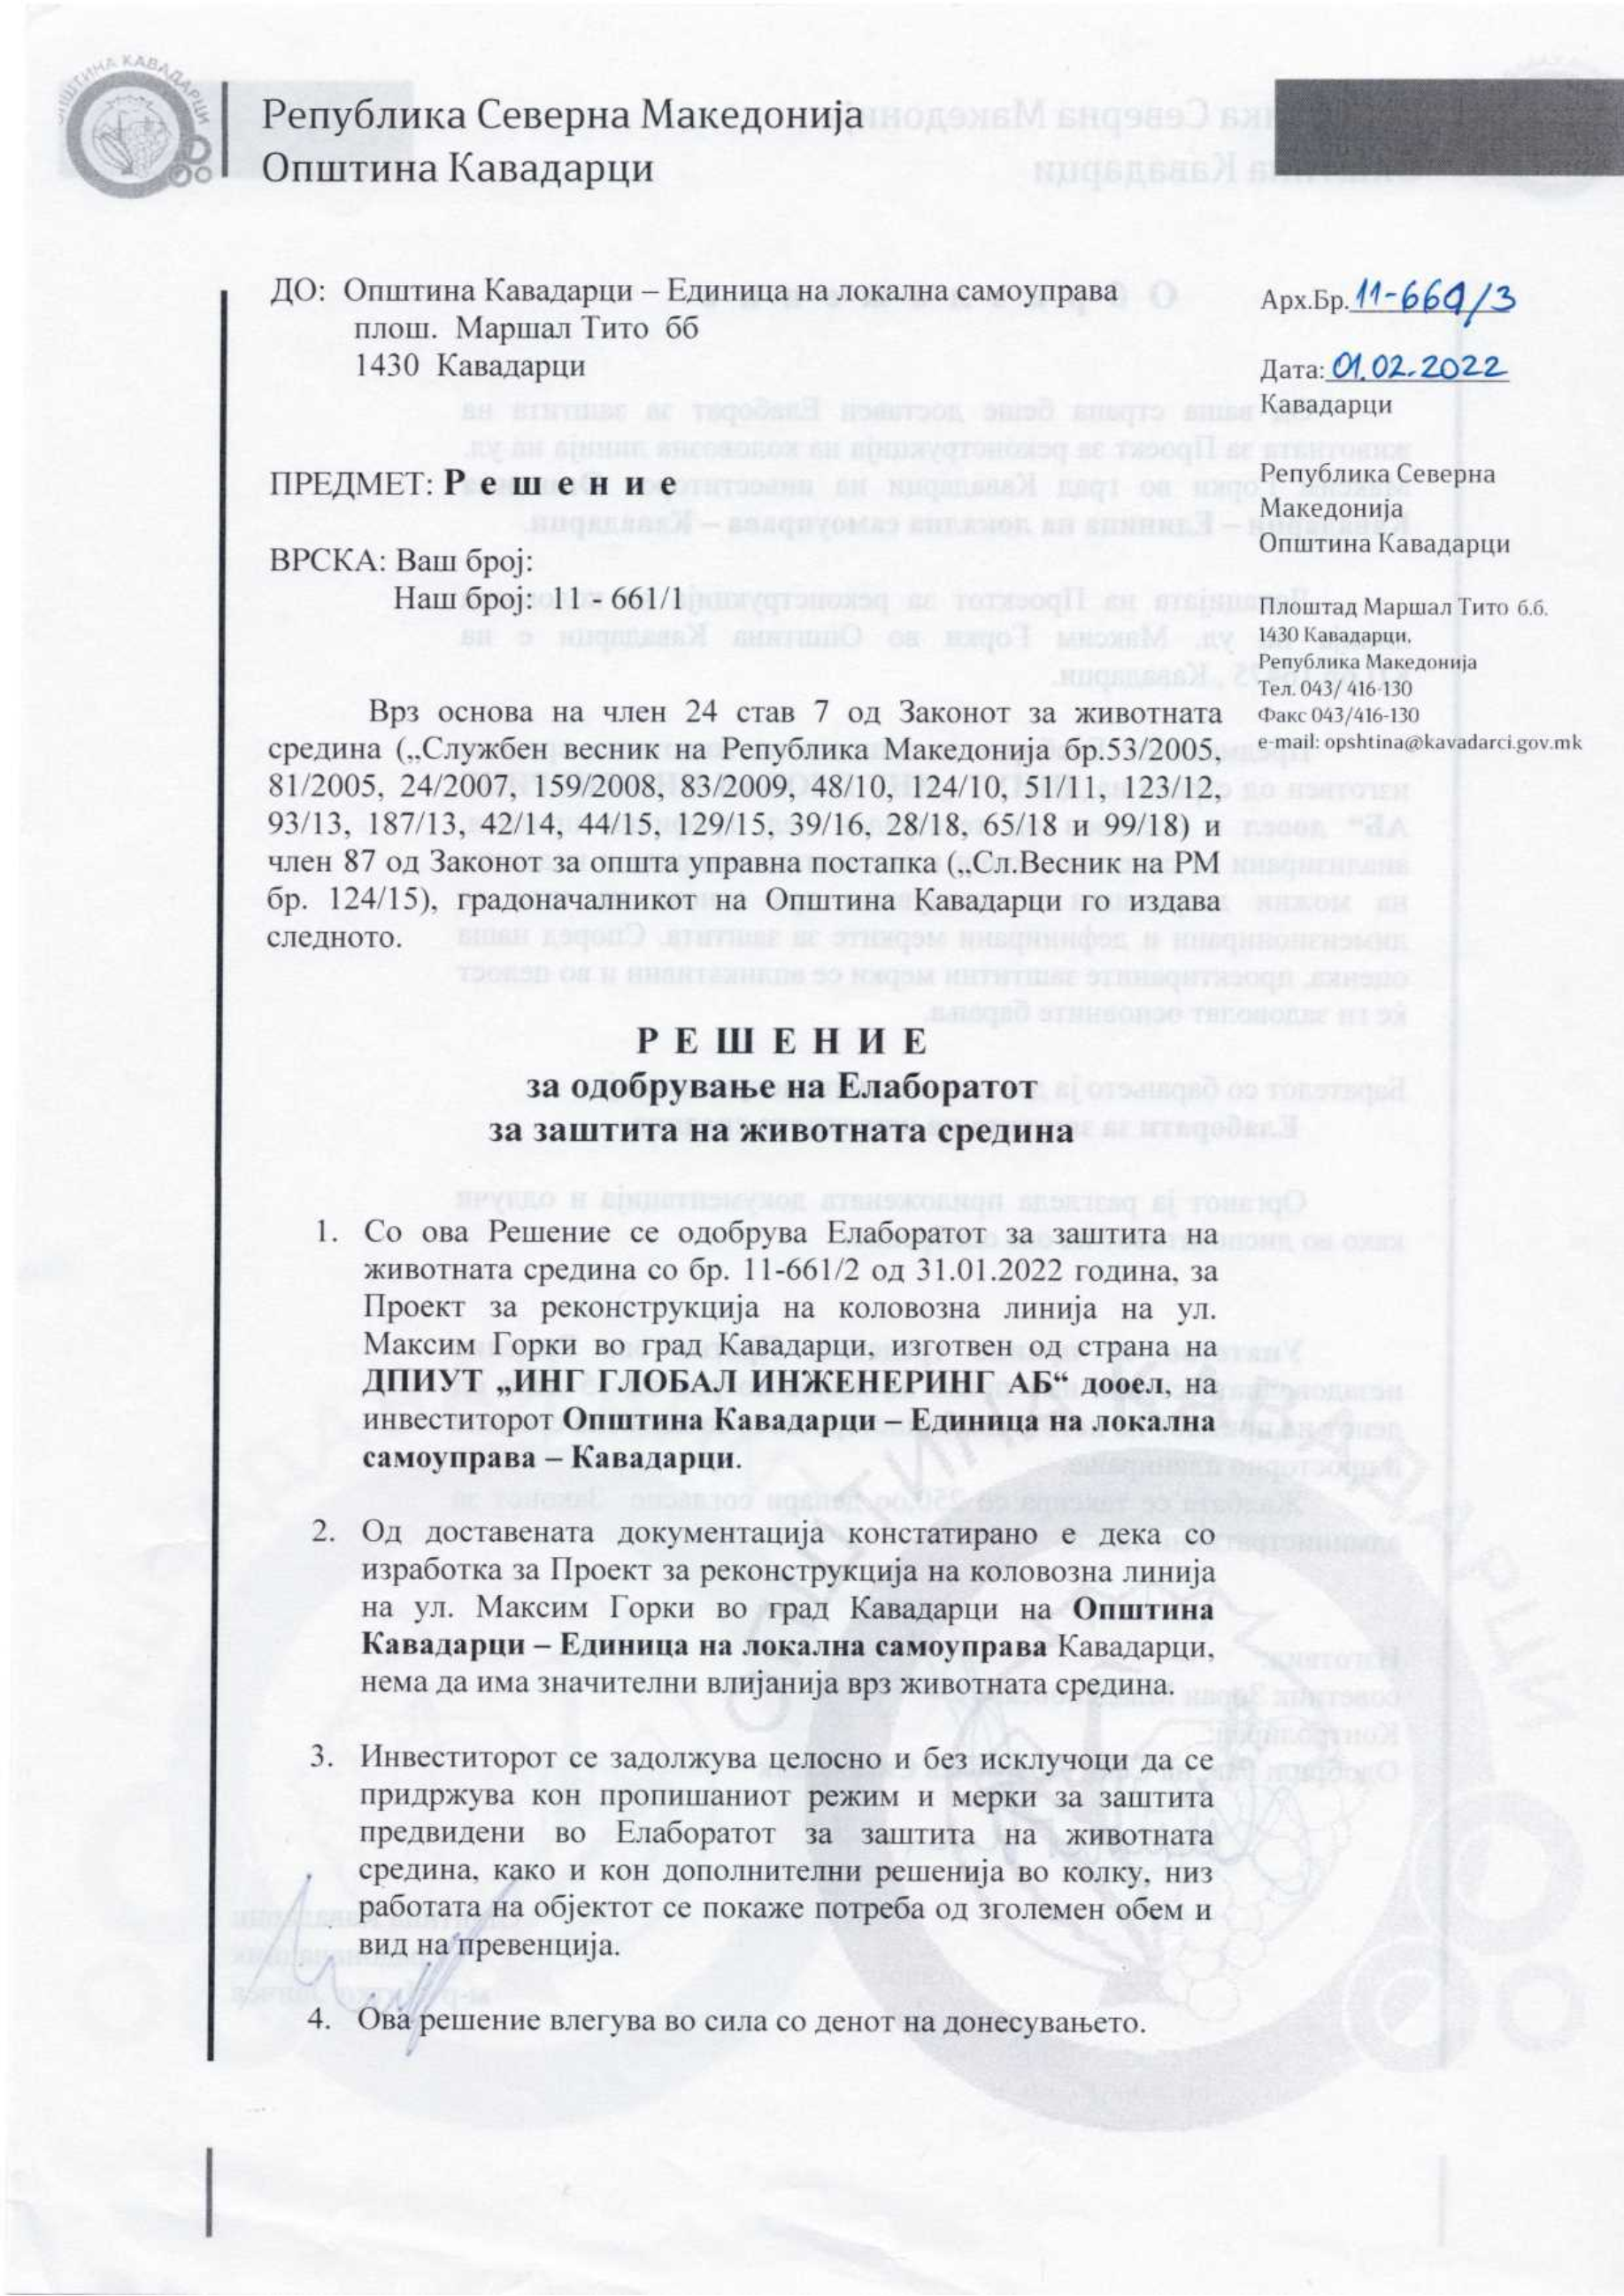 ОПШТИНА КАВАДАРЦИ
Република Северна Македонија
Општина Кавадарци
ДО: Општина Кавадарци – Единица на локална самоуправа
плош. Маршал Тито бб
1430 Кавадарци
Арх.Бр. 11-661/3
Дата: 01.02.2022
Кавадарци
ПРЕДМЕТ: Р е ш е н и е
ВРСКА: Ваш број:
Наш број: 11 - 661/1
Република Северна
Македонија
Општина Кавадарци
Плоштад Маршал Тито б.б.
1430 Кавадарци,
Република Македонија
Тел. 043/ 416-130
Факс 043/416-130
e-mail: opshtina@kavadarci.gov.mk
Врз основа на член 24 став 7 од Законот за животната
средина („Службен весник на Република Македонија бр.53/2005,
81/2005, 24/2007, 159/2008, 83/2009, 48/10, 124/10, 51/11, 123/12,
93/13, 187/13, 42/14, 44/15, 129/15, 39/16, 28/18, 65/18 и 99/18) и
член 87 од Законот за општа управна постапка („Сл.Весник на РМ
бр. 124/15), градоначалникот на Општина Кавадарци го издава
следното.
Р Е Ш Е Н И Е
за одобрување на Елаборатот
за заштита на животната средина
1. Со ова Решение се одобрува Елаборатот за заштита на
животната средина со бр. 11-661/2 од 31.01.2022 година, за
Проект за реконструкција на коловозна линија на ул.
Максим Горки во град Кавадарци, изготвен од страна на
ДПИУТ „ИНГ ГЛОБАЛ ИНЖЕНЕРИНГ АБ“ дооел, на
инвеститорот Општина Кавадарци – Единица на локална
самоуправа – Кавадарци.
2. Од доставената документација констатирано е дека со
изработка за Проект за реконструкција на коловозна линија
на ул. Максим Горки во град Кавадарци на Општина
Кавадарци – Единица на локална самоуправа Кавадарци,
нема да има значителни влијанија врз животната средина.
3. Инвеститорот се задолжува целосно и без исклучоци да се
придржува кон пропишаниот режим и мерки за заштита
предвидени во Елаборатот за заштита на животната
средина, како и кон дополнителни решенија во колку, низ
работата на објектот се покаже потреба од зголемен обем и
вид на превенција.
4. Ова решение влегува во сила со денот на донесувањето.